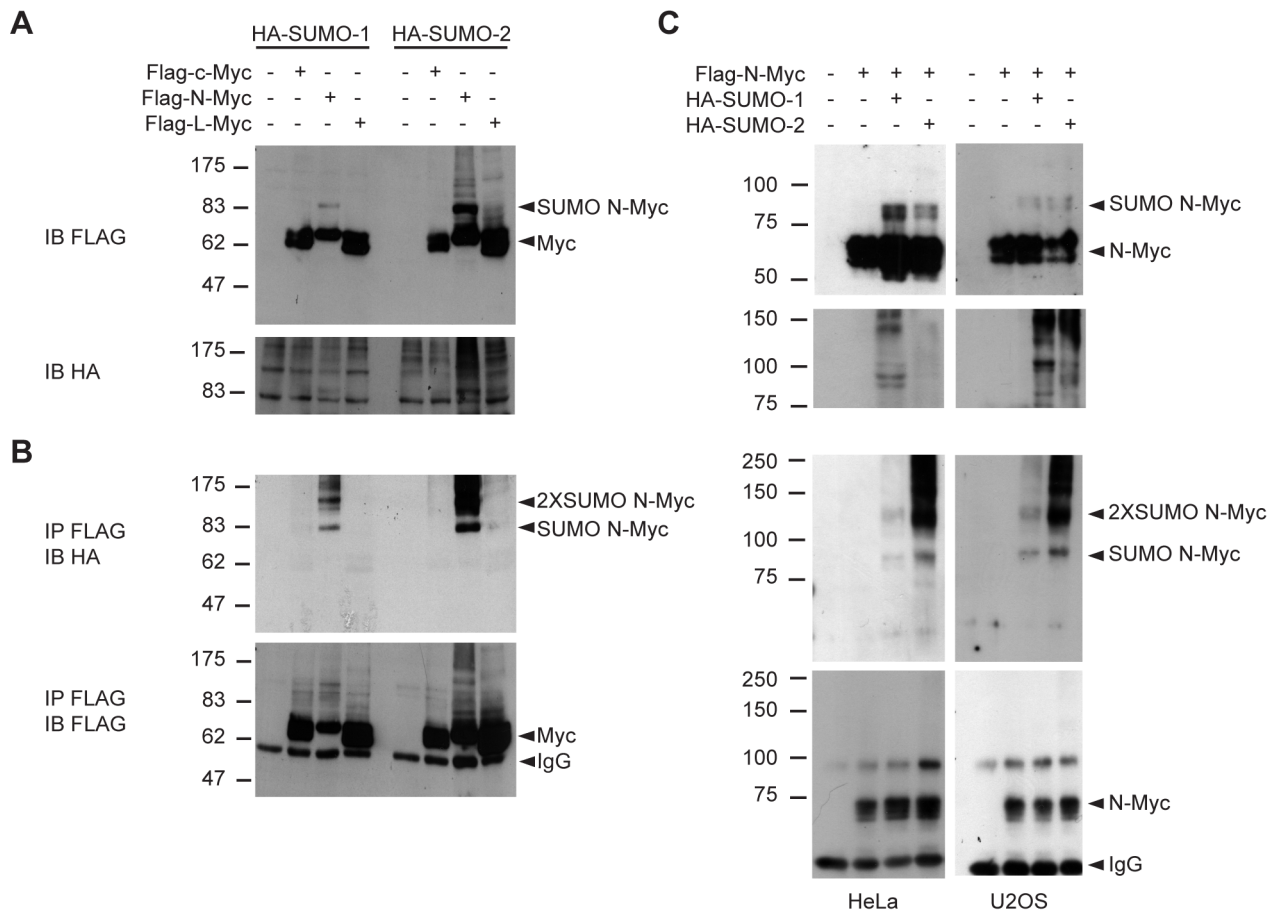 A
HA-SUMO-1 HA-SUMO-2
Flag-c-Myc - + - - - + - -
Flag-N-Myc - - + - - - + -
Flag-L-Myc - - - + - - - +
IB FLAG
175
83
62
47
SUMO N-Myc
Myc
IB HA
175
83
B
IP FLAG
IB HA
175
83
62
47
2XSUMO N-Myc
SUMO N-Myc
IP FLAG
IB FLAG
175
83
62
47
Myc
IgG
C
Flag-N-Myc - + + + - + + +
HA-SUMO-1 - - + - - - + -
HA-SUMO-2 - - - + - - - +
100
75
50
SUMO N-Myc
N-Myc
150
100
75
250
150
100
75
2XSUMO N-Myc
SUMO N-Myc
250
150
100
75
N-Myc
IgG
HeLa U2OS